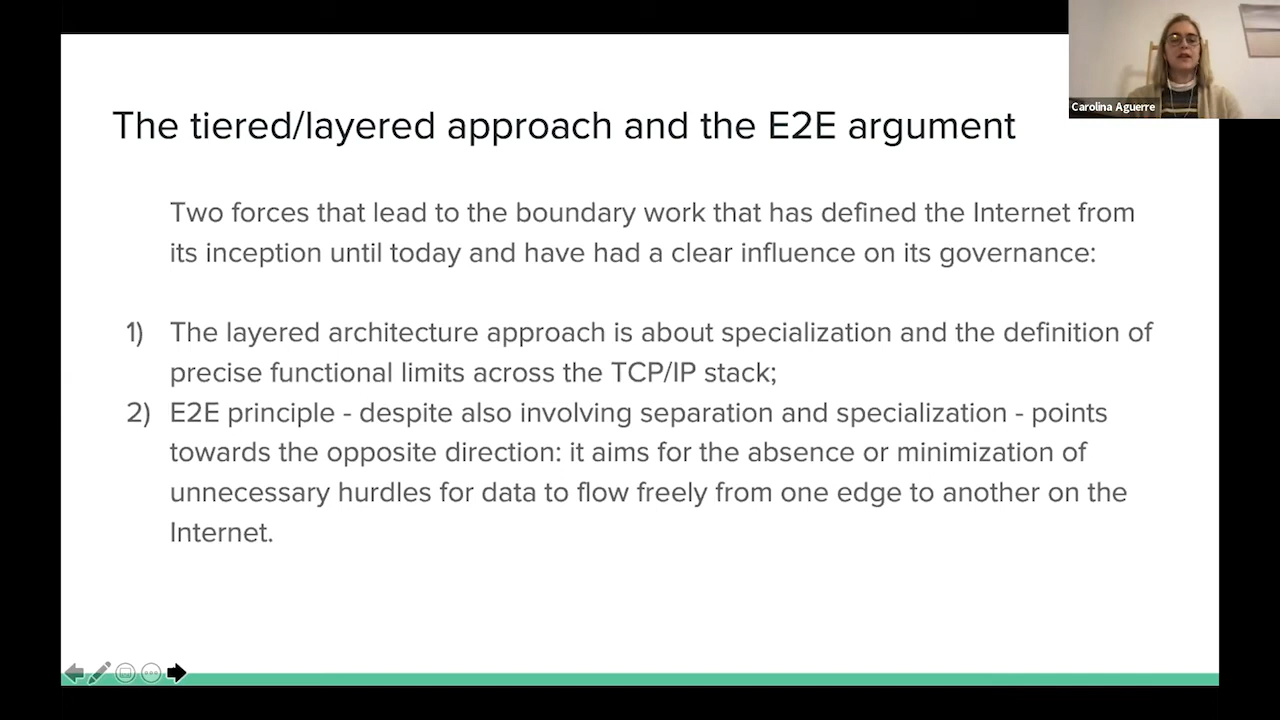 Carolina Aguerre
The tiered/layered approach and the E2E argument
Two forces that lead to the boundary work that has defined the Internet from
its inception until today and have had a clear influence on its governance:
1) The layered architecture approach is about specialization and the definition of
precise functional limits across the TCP/IP stack;
2) E2E principle - despite also involving separation and specialization - points
towards the opposite direction: it aims for the absence or minimization of
unnecessary hurdles for data to flow freely from one edge to another on the
Internet.